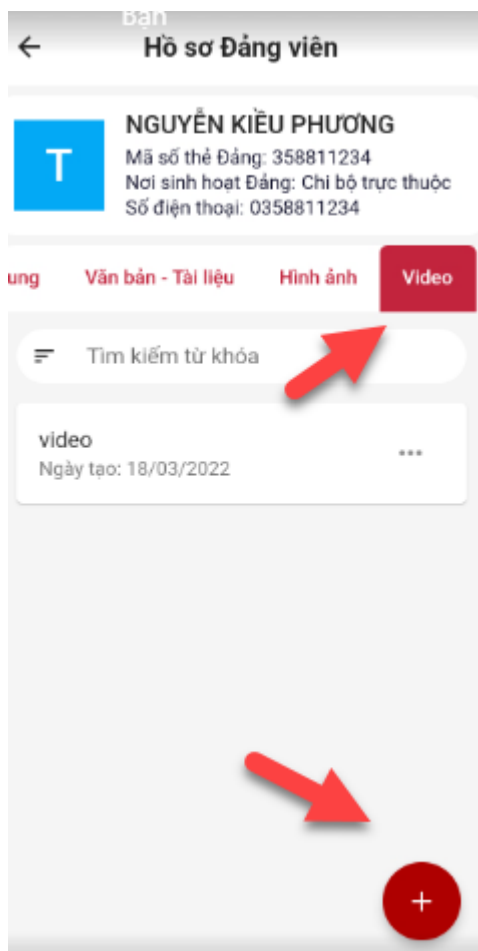 Bạn
Hồ sơ Đảng viên
T
NGUYỄN KIỀU PHƯƠNG
Mã số thẻ Đảng: 358811234
Nơi sinh hoạt Đảng: Chi bộ trực thuộc
Số điện thoại: 0358811234
ung Văn bản - Tài liệu Hình ảnh Video
Tìm kiếm từ khóa
video
Ngày tạo: 18/03/2022